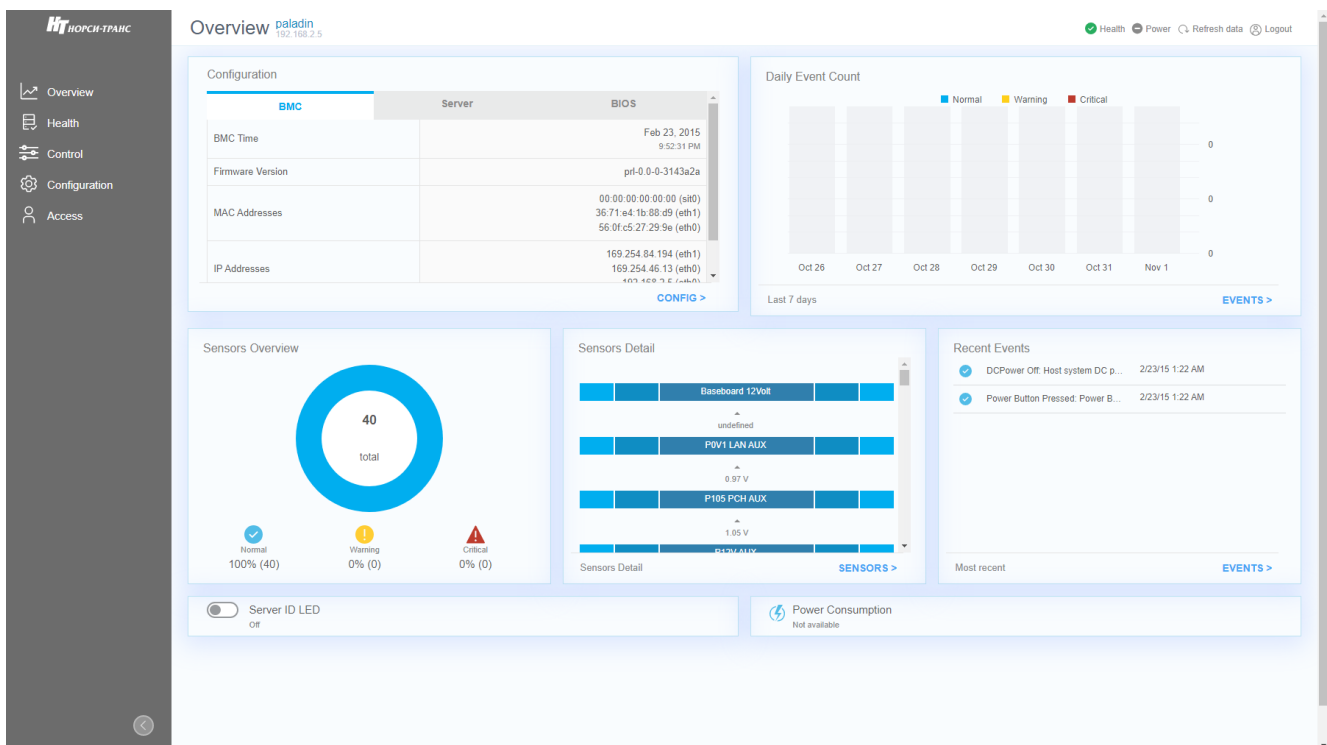 НТ НОРСИ-ТРАНС
Overview paladin
192.168.2.5
Health Power Refresh data Logout
Overview
Health
Control
Configuration
Access
Configuration
BMC Server BIOS
BMC Time Feb 23, 2015
9:52:31 PM
Firmware Version prl-0.0-0-3143a2a
MAC Addresses 00:00:00:00:00:00 (sit0)
36:71:e4:1b:88:d9 (eth1)
56:0f:c5:27:29:9e (eth0)
IP Addresses 169.254.84.194 (eth1)
169.254.46.13 (eth0)
192.168.2.5 (eth0)
CONFIG >
Daily Event Count
Normal Warning Critical
0
0
0
Oct 26 Oct 27 Oct 28 Oct 29 Oct 30 Oct 31 Nov 1
Last 7 days EVENTS >
Sensors Overview
40
total
Normal Warning Critical
100% (40) 0% (0) 0% (0)
Sensors Detail
Baseboard 12Volt
undefined
P0V1 LAN AUX
0.97 V
P105 PCH AUX
1.05 V
P12V AUX
Sensors Detail SENSORS >
Recent Events
DCPower Off: Host system DC p... 2/23/15 1:22 AM
Power Button Pressed: Power B... 2/23/15 1:22 AM
Most recent EVENTS >
Server ID LED
Off
Power Consumption
Not available